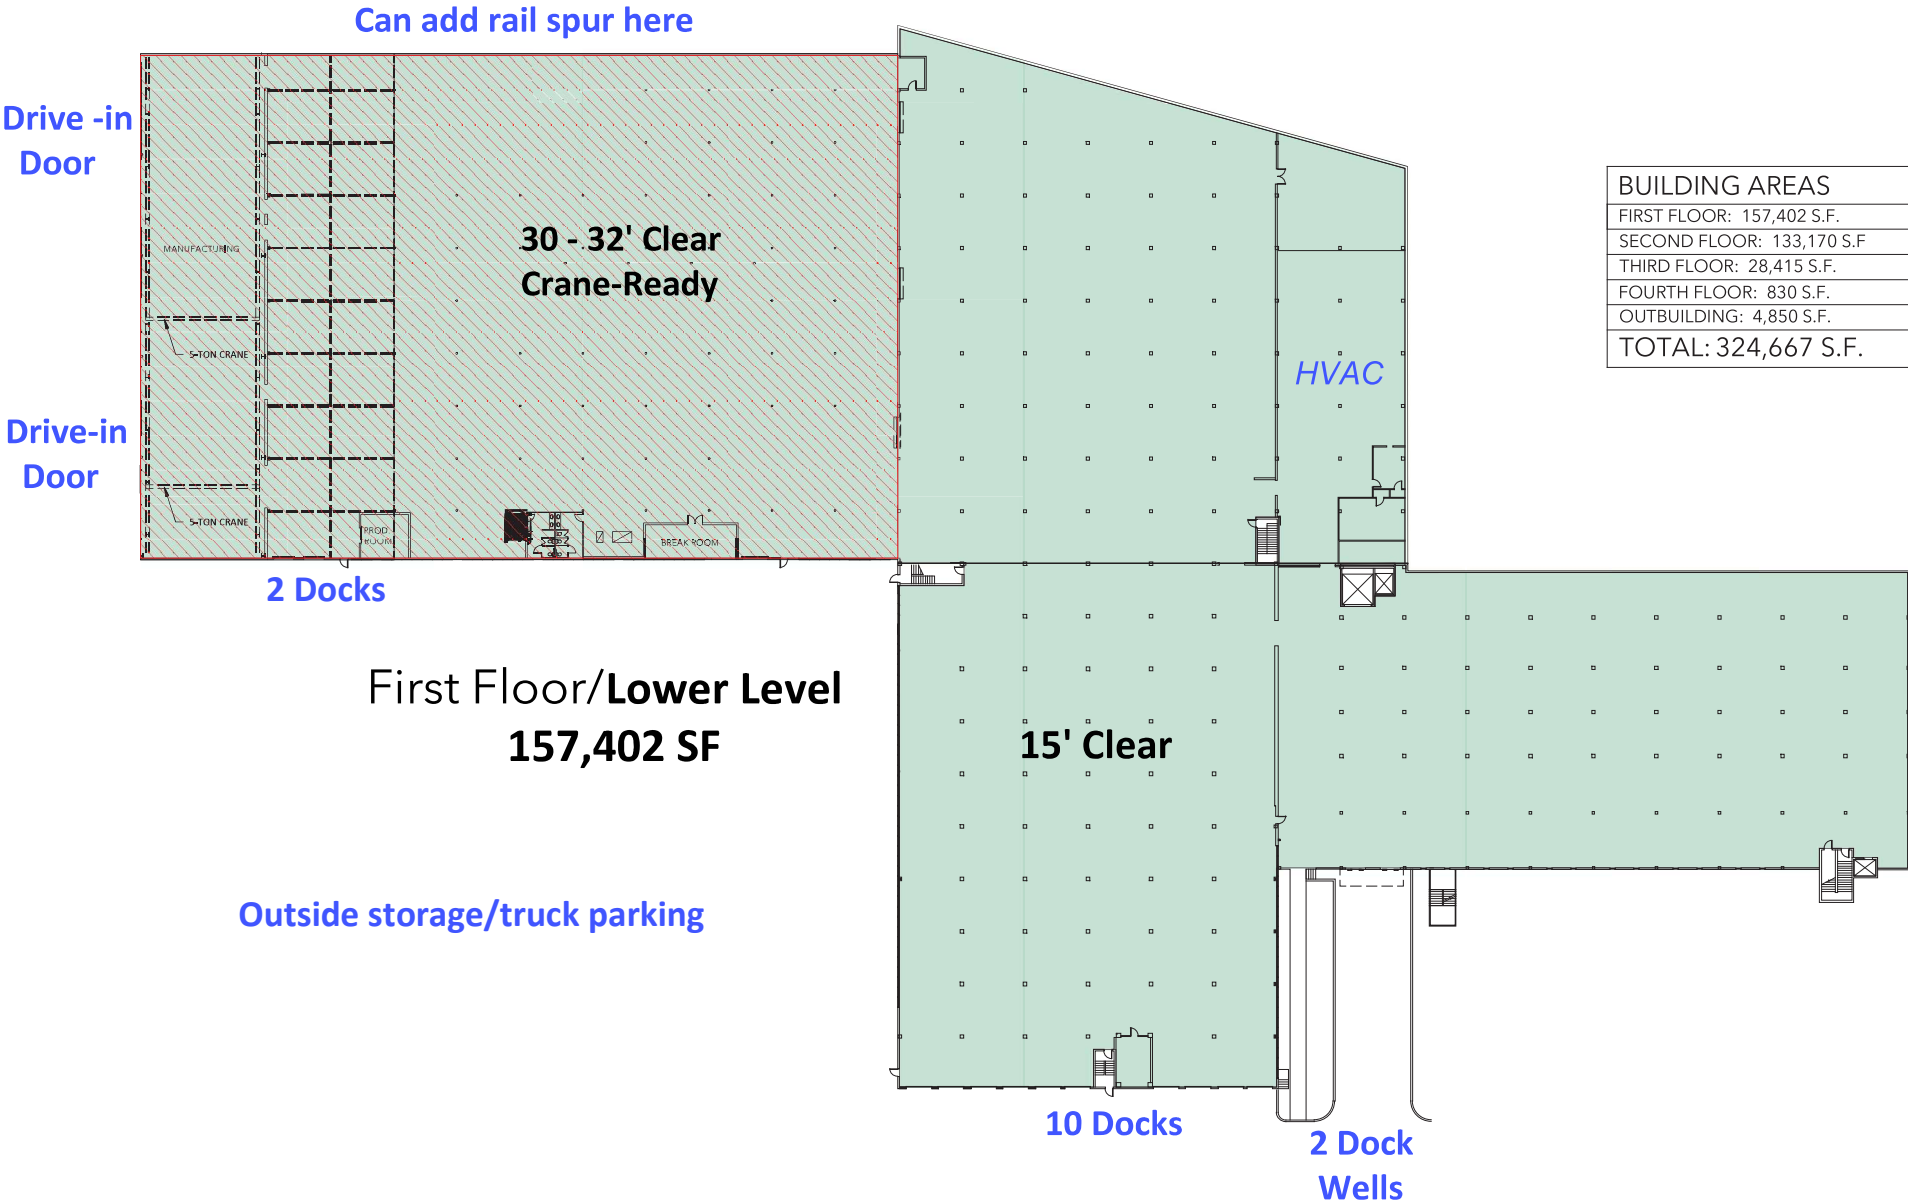 Can add rail spur here
Drive -in
Door
BUILDING AREAS
FIRST FLOOR: 157,402 S.F.
SECOND FLOOR: 133,170 S.F
THIRD FLOOR: 28,415 S.F.
FOURTH FLOOR: 830 S.F.
OUTBUILDING: 4,850 S.F.
TOTAL: 324,667 S.F.
MANUFACTURING
30 - 32' Clear
Crane-Ready
5-TON CRANE
HVAC
Drive-in
Door
5-TON CRANE
PROD.
ROOM
BREAK ROOM
2 Docks
First Floor/Lower Level
157,402 SF
15' Clear
Outside storage/truck parking
10 Docks
2 Dock
Wells